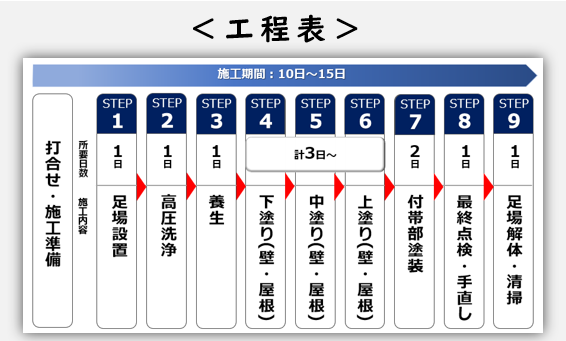 ＜工程表＞
施工期間：10日～15日
打合せ・施工準備
所要日数
施工内容
STEP
1
1日
足場設置
STEP
2
1日
高圧洗浄
STEP
3
1日
養生
STEP
4
STEP
5
STEP
6
計3日～
下塗り(壁・屋根)
中塗り(壁・屋根)
上塗り(壁・屋根)
STEP
7
2日
付帯部塗装
STEP
8
1日
最終点検・手直し
STEP
9
1日
足場解体・清掃